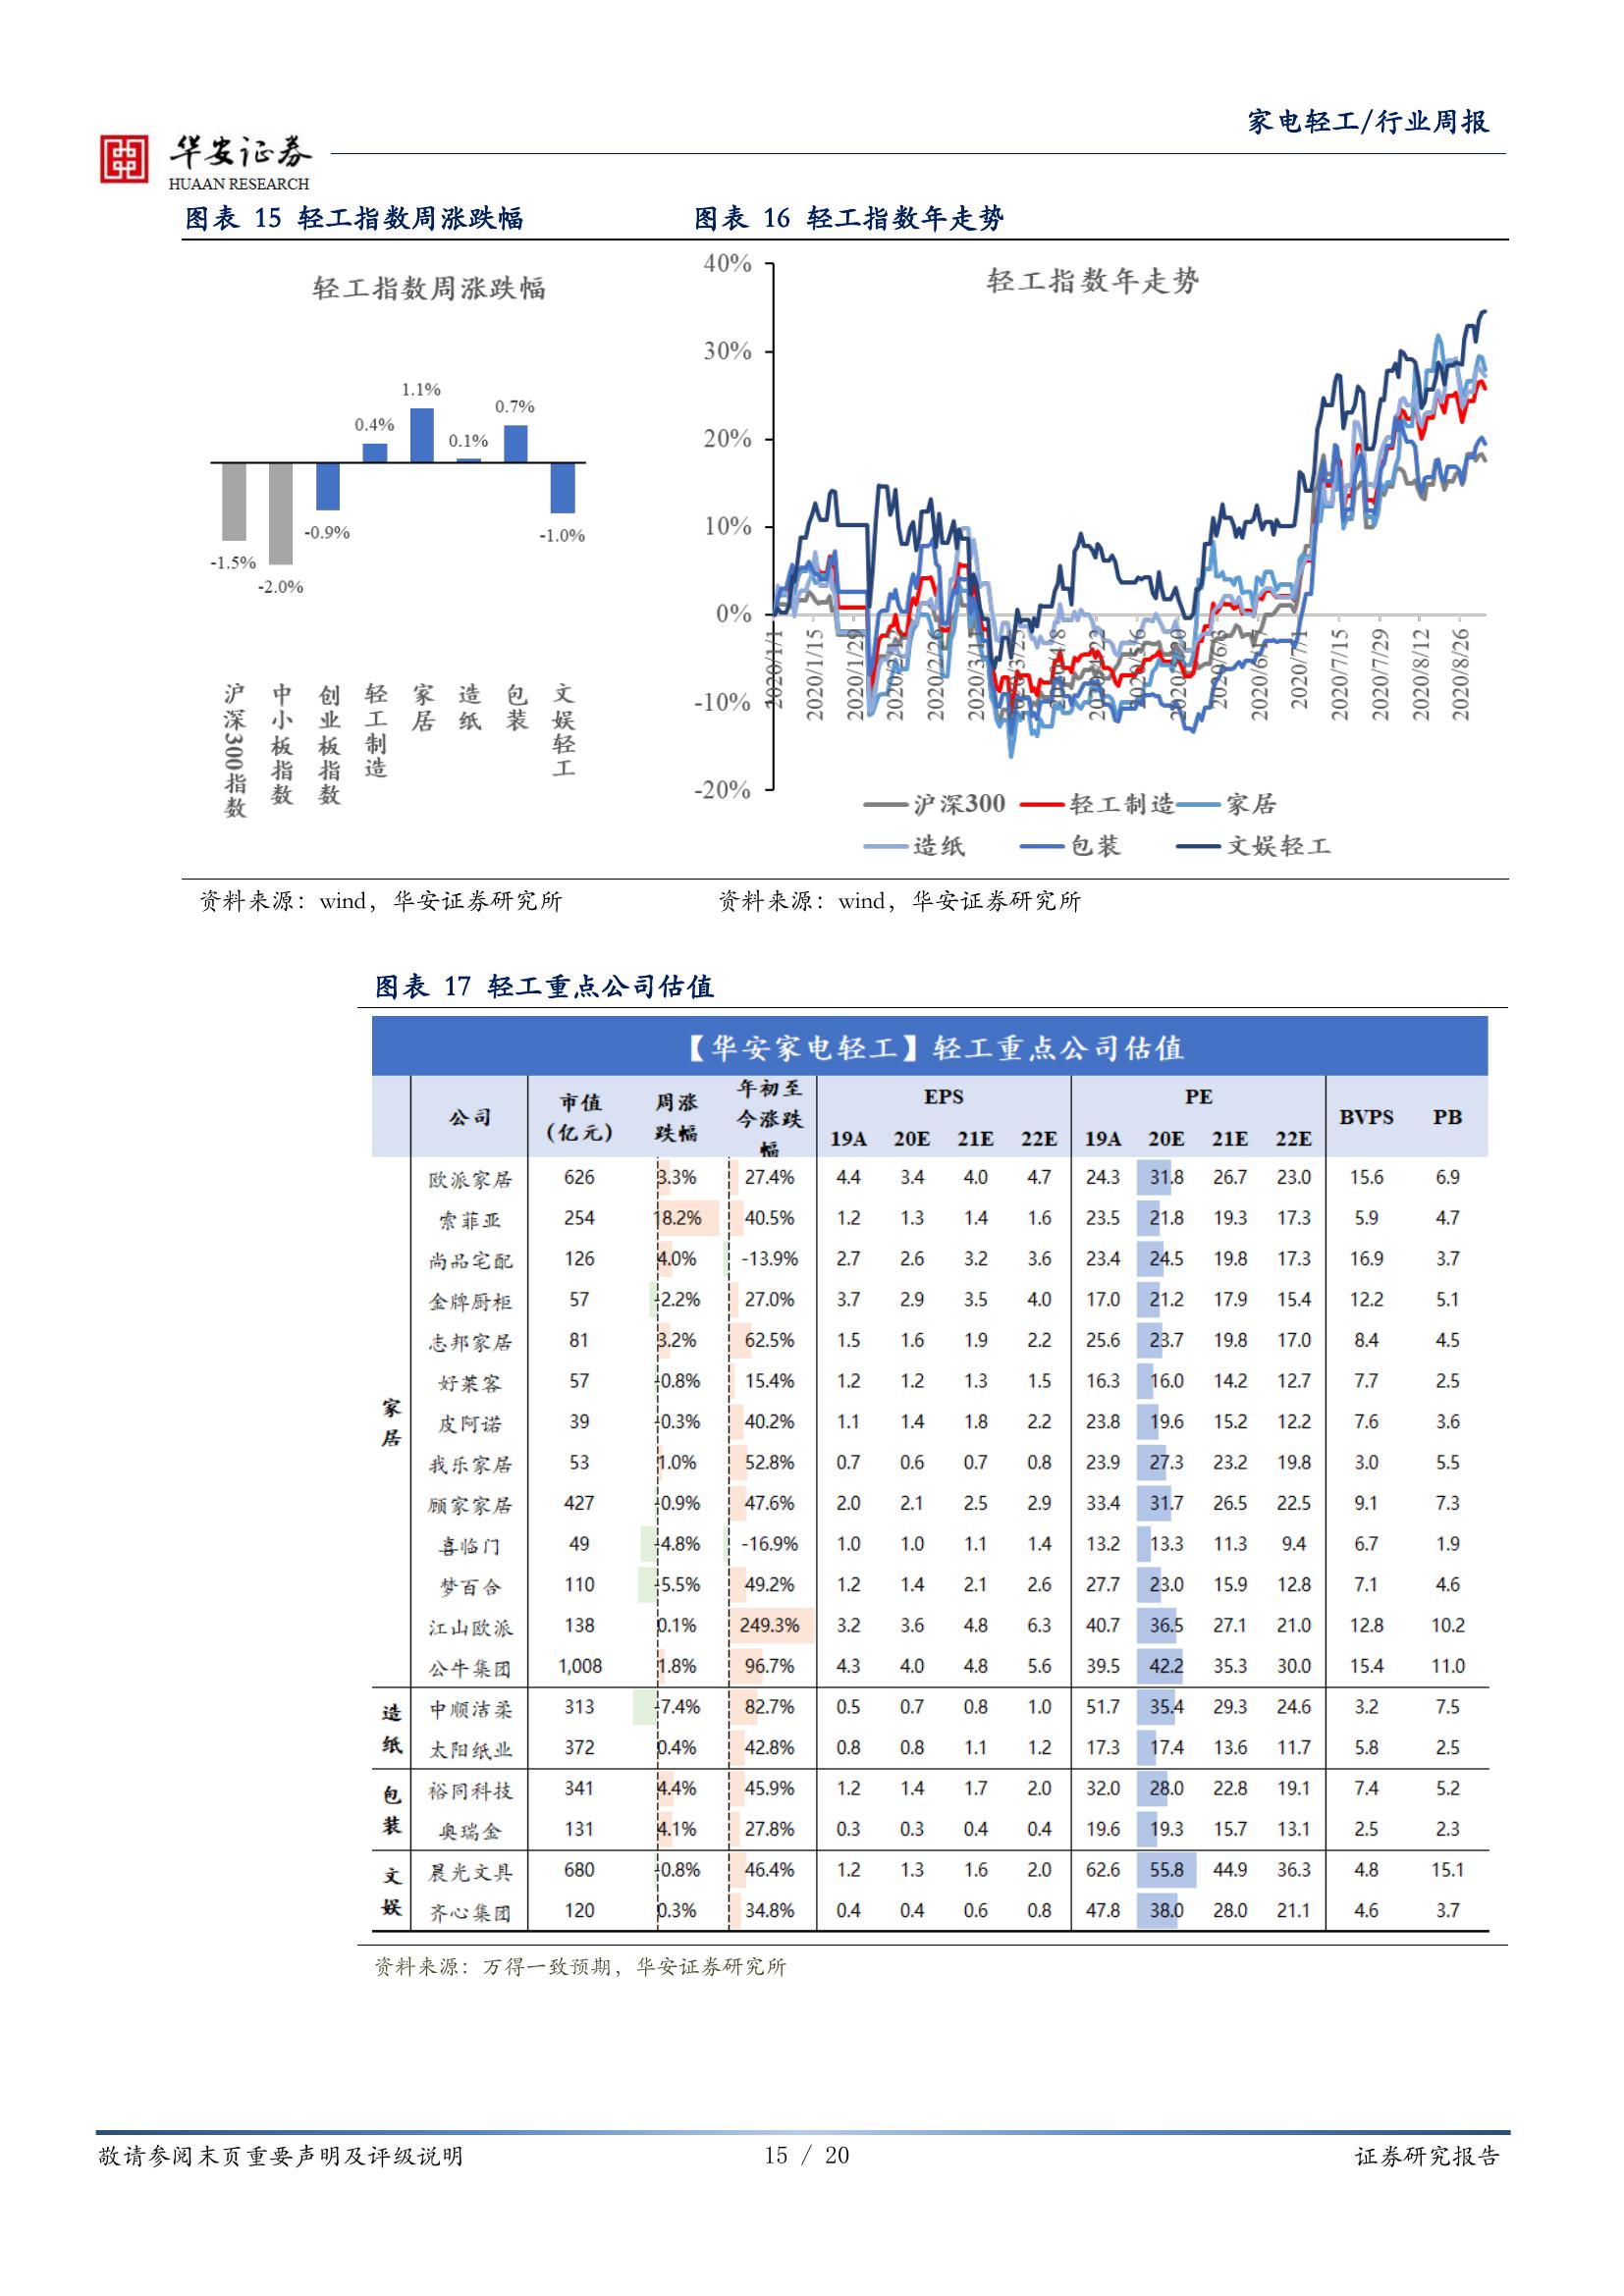 家电轻工/行业周报
华安证券
HUAAN RESEARCH
图表 15 轻工指数周涨跌幅
轻工指数周涨跌幅
1.1%
0.7%
0.4%
0.1%
-0.9%
-1.0%
-1.5%
-2.0%
沪深300指数
中小板指数
创业板指数
轻工制造
家居
造纸
包装
文娱轻工
资料来源：wind，华安证券研究所
图表 16 轻工指数年走势
轻工指数年走势
40%
30%
20%
10%
0%
-10%
-20%
2020/1/1
2020/1/15
2020/1/29
2020/2/12
2020/2/26
2020/3/11
2020/3/25
2020/4/8
2020/4/22
2020/5/6
2020/5/20
2020/6/3
2020/6/17
2020/7/1
2020/7/15
2020/7/29
2020/8/12
2020/8/26
沪深300 轻工制造 家居
造纸 包装 文娱轻工
资料来源：wind，华安证券研究所
图表 17 轻工重点公司估值
【华安家电轻工】轻工重点公司估值
公司 市值(亿元) 周涨跌幅 年初至今涨跌幅 EPS PE BVPS PB
19A 20E 21E 22E 19A 20E 21E 22E
家居
欧派家居 626 3.3% 27.4% 4.4 3.4 4.0 4.7 24.3 31.8 26.7 23.0 15.6 6.9
索菲亚 254 18.2% 40.5% 1.2 1.3 1.4 1.6 23.5 21.8 19.3 17.3 5.9 4.7
尚品宅配 126 4.0% -13.9% 2.7 2.6 3.2 3.6 23.4 24.5 19.8 17.3 16.9 3.7
金牌厨柜 57 -2.2% 27.0% 3.7 2.9 3.5 4.0 17.0 21.2 17.9 15.4 12.2 5.1
志邦家居 81 3.2% 62.5% 1.5 1.6 1.9 2.2 25.6 23.7 19.8 17.0 8.4 4.5
好莱客 57 -0.8% 15.4% 1.2 1.2 1.3 1.5 16.3 16.0 14.2 12.7 7.7 2.5
皮阿诺 39 -0.3% 40.2% 1.1 1.4 1.8 2.2 23.8 19.6 15.2 12.2 7.6 3.6
我乐家居 53 1.0% 52.8% 0.7 0.6 0.7 0.8 23.9 27.3 23.2 19.8 3.0 5.5
顾家家居 427 -0.9% 47.6% 2.0 2.1 2.5 2.9 33.4 31.7 26.5 22.5 9.1 7.3
喜临门 49 -4.8% -16.9% 1.0 1.0 1.1 1.4 13.2 13.3 11.3 9.4 6.7 1.9
梦百合 110 -5.5% 49.2% 1.2 1.4 2.1 2.6 27.7 23.0 15.9 12.8 7.1 4.6
江山欧派 138 0.1% 249.3% 3.2 3.6 4.8 6.3 40.7 36.5 27.1 21.0 12.8 10.2
公牛集团 1,008 1.8% 96.7% 4.3 4.0 4.8 5.6 39.5 42.2 35.3 30.0 15.4 11.0
造纸
中顺洁柔 313 -7.4% 82.7% 0.5 0.7 0.8 1.0 51.7 35.4 29.3 24.6 3.2 7.5
太阳纸业 372 0.4% 42.8% 0.8 0.8 1.1 1.2 17.3 17.4 13.6 11.7 5.8 2.5
包装
裕同科技 341 4.4% 45.9% 1.2 1.4 1.7 2.0 32.0 28.0 22.8 19.1 7.4 5.2
奥瑞金 131 4.1% 27.8% 0.3 0.3 0.4 0.4 19.6 19.3 15.7 13.1 2.5 2.3
文娱
晨光文具 680 -0.8% 46.4% 1.2 1.3 1.6 2.0 62.6 55.8 44.9 36.3 4.8 15.1
齐心集团 120 0.3% 34.8% 0.4 0.4 0.6 0.8 47.8 38.0 28.0 21.1 4.6 3.7
资料来源：万得一致预期，华安证券研究所
敬请参阅末页重要声明及评级说明 15 / 20 证券研究报告